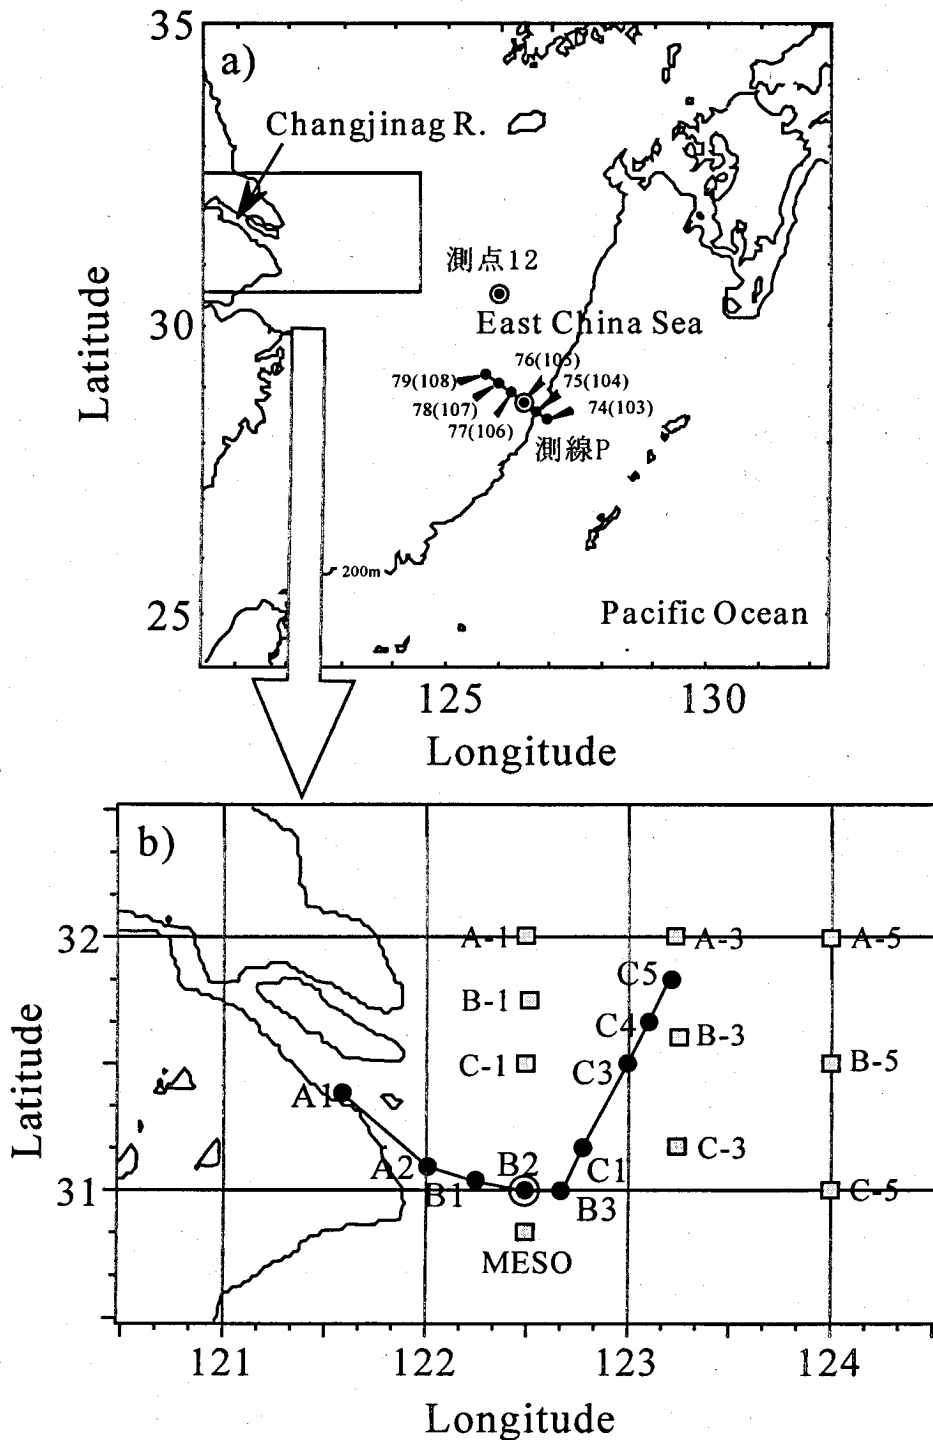 35
a)
Changjinag R.
測点12
30
East China Sea
76(105)
79(108)
75(104)
78(107)
74(103)
77(106)
測線P
200m
25
Pacific Ocean
Latitude
125
130
Longitude
b)
32
A-1
A-3
A-5
C5
B-1
C4
B-3
C-1
C3
B-5
A1
C-3
A2
B2
C1
31
B1
B3
C-5
MESO
Latitude
121
122
123
124
Longitude